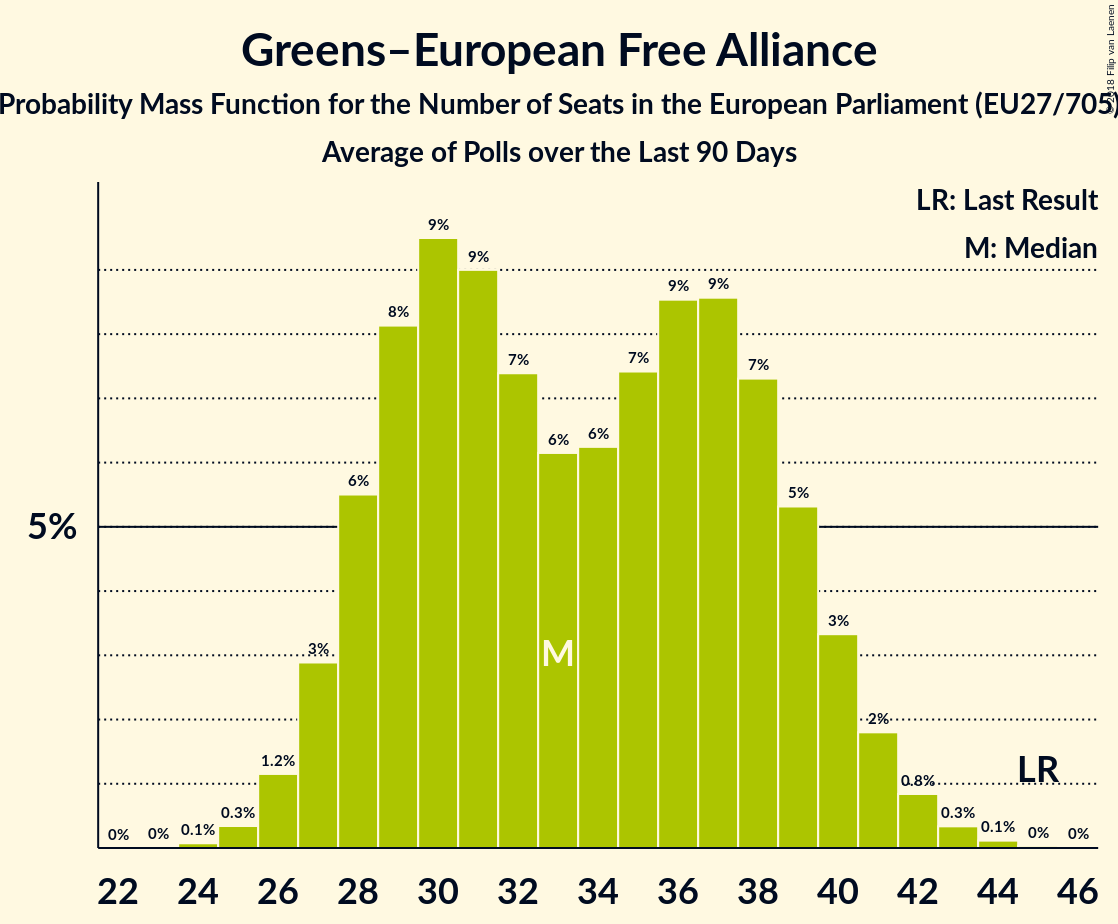 Greens–European Free Alliance
Probability Mass Function for the Number of Seats in the European Parliament (EU27/705)
Average of Polls over the Last 90 Days
© 2018 Filip van Laenen
LR: Last Result
M: Median
5%
0%
0%
0.1%
0.3%
1.2%
3%
6%
8%
9%
9%
7%
6%
6%
7%
9%
9%
7%
5%
3%
2%
0.8%
0.3%
0.1%
0%
0%
M
LR
22 24 26 28 30 32 34 36 38 40 42 44 46